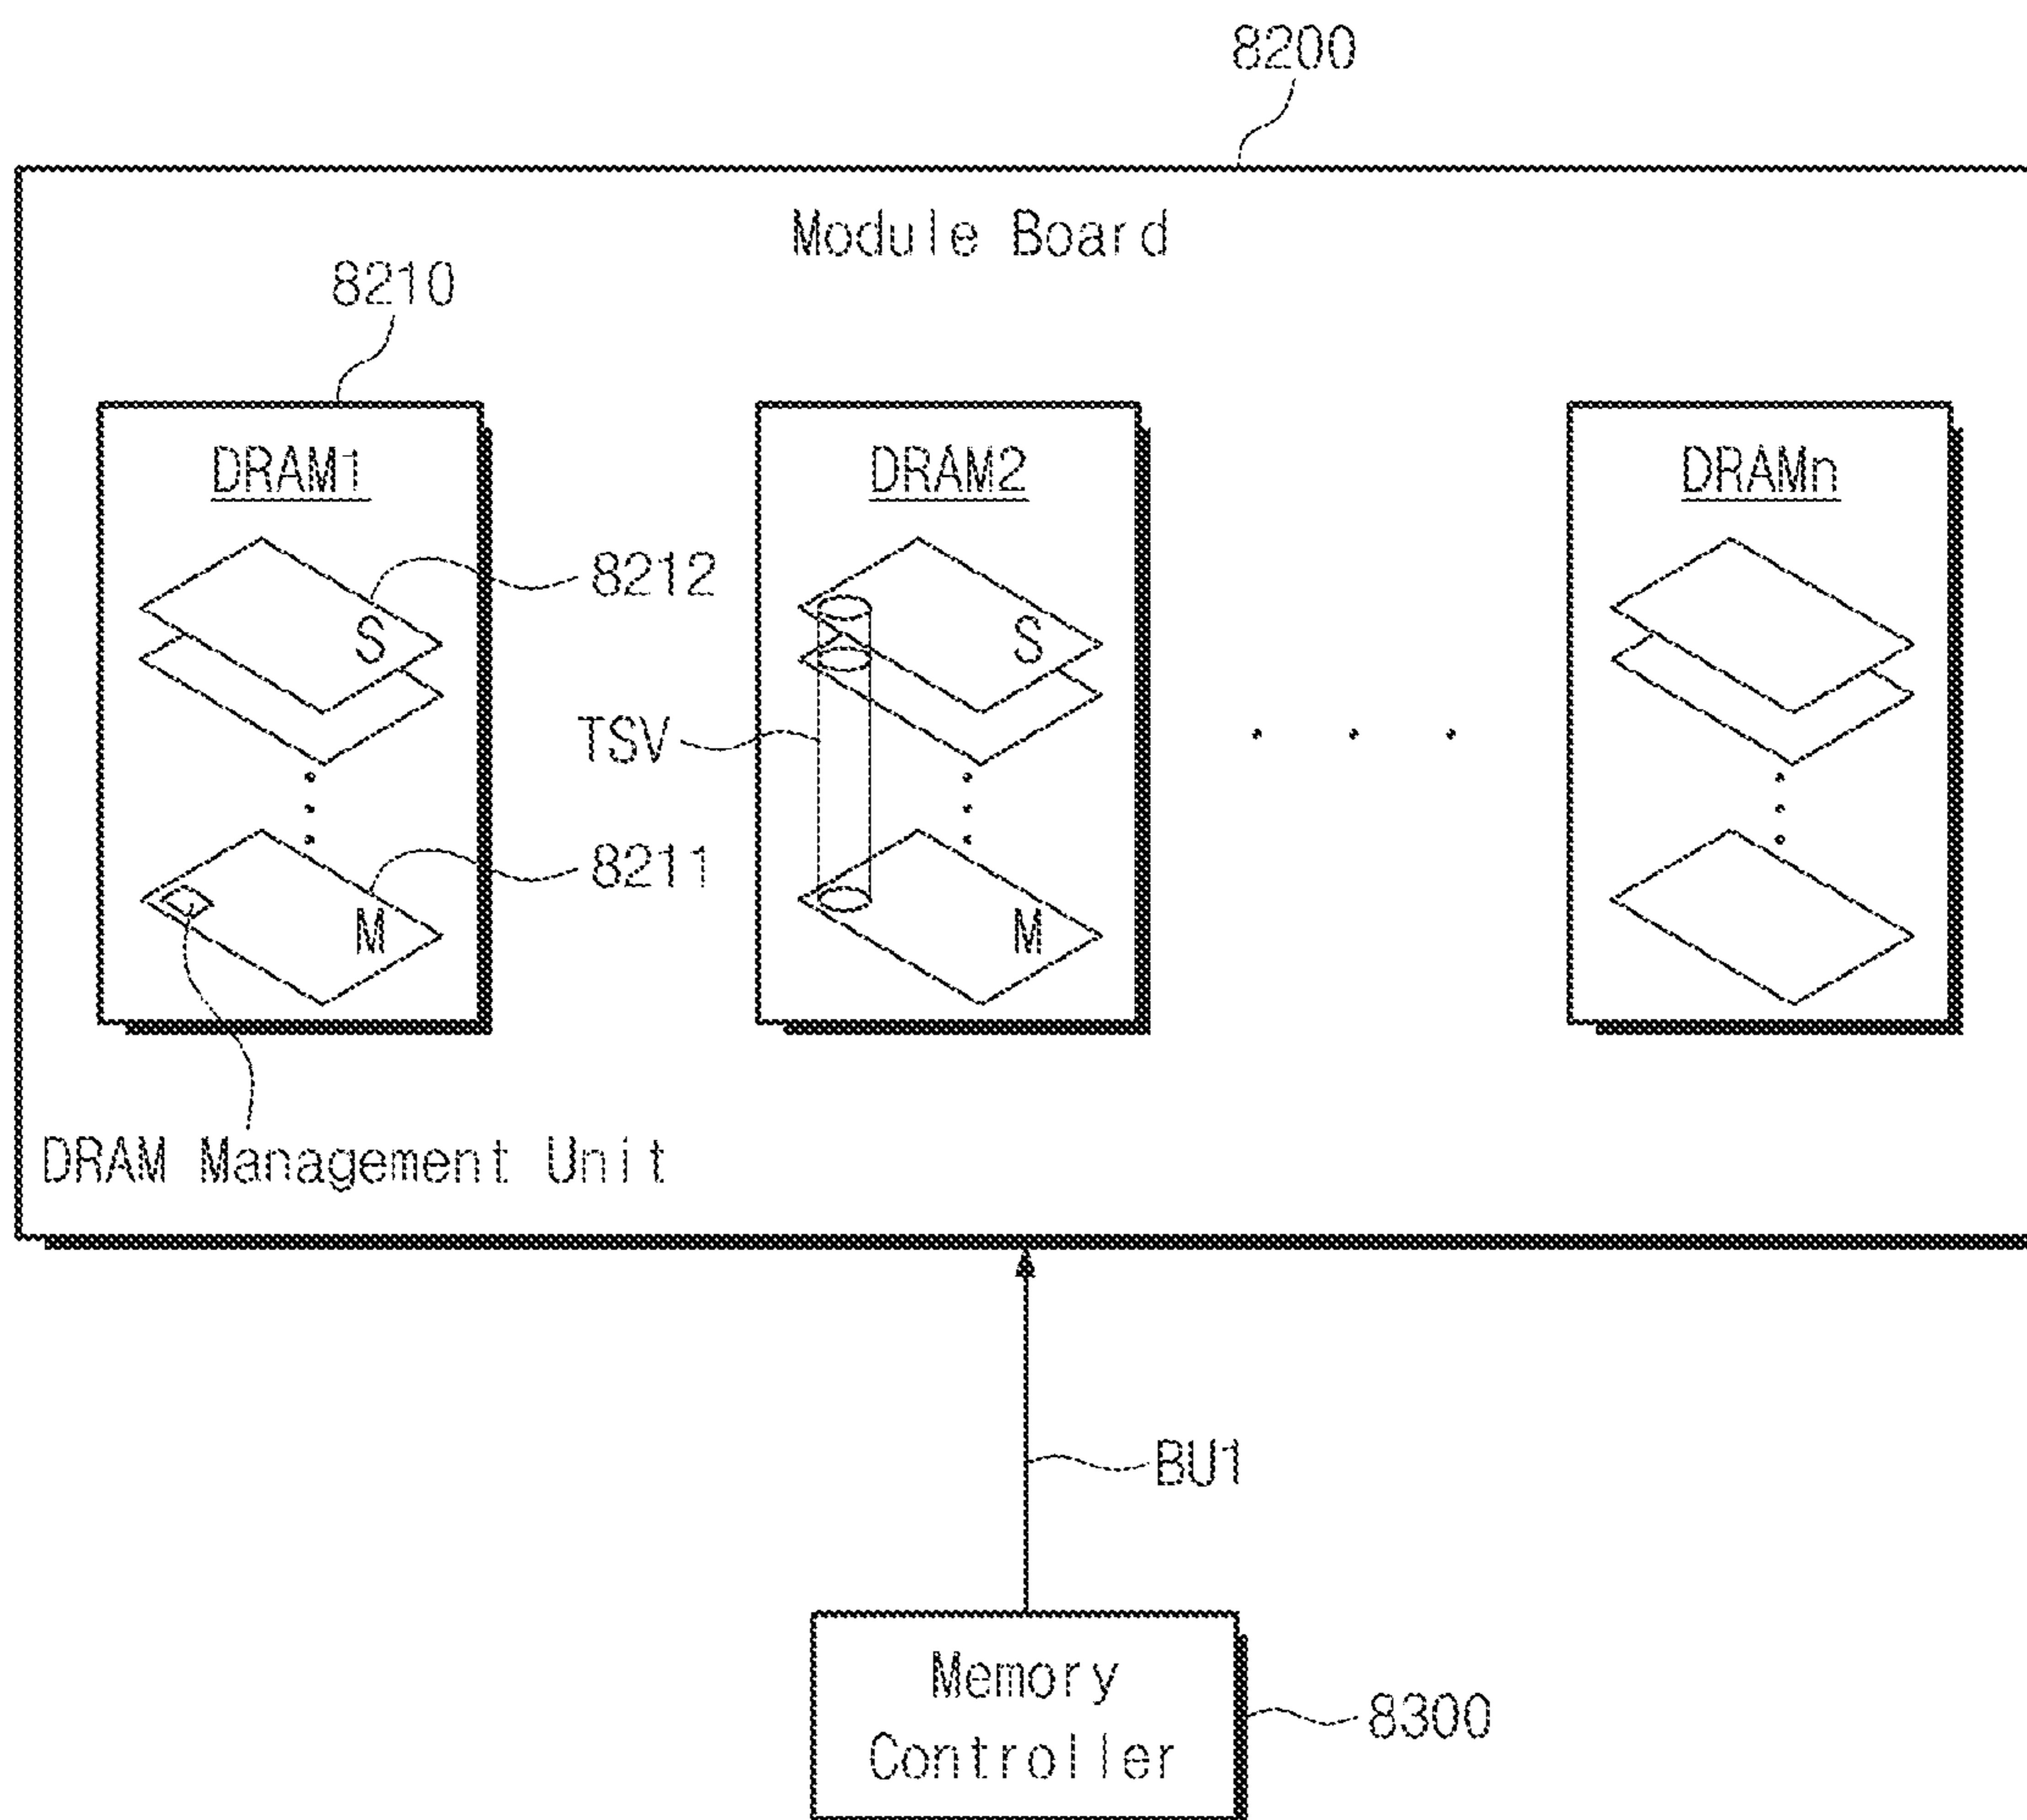 8200
Module Board
8210
DRAM1
DRAM2
DRAMn
8212
S
S
TSV
8211
M
M
DRAM Management Unit
BU1
Memory
Controller
8300